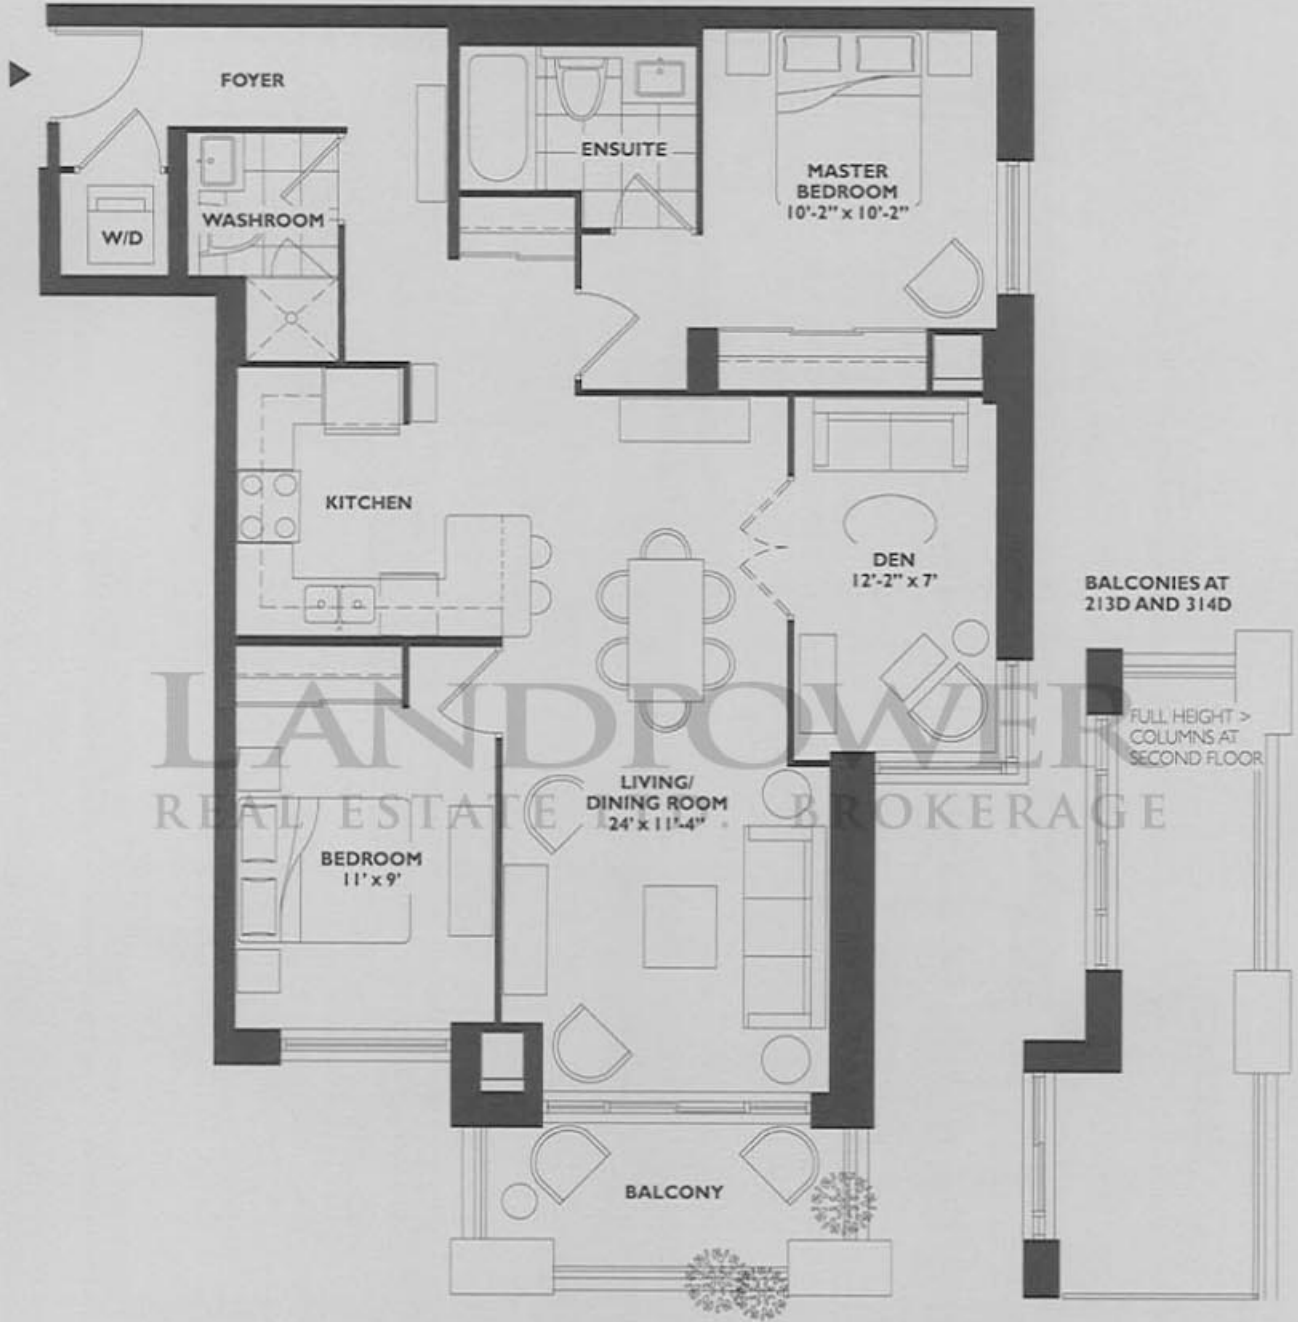 FOYER
ENSUITE
MASTER
BEDROOM
10'-2" x 10'-2"
WASHROOM
W/D
KITCHEN
DEN
12'-2" x 7'
BALCONIES AT
213D AND 314D
FULL HEIGHT >
COLUMNS AT
SECOND FLOOR
LANDPOWER
REAL ESTATE
BROKERAGE
LIVING/
DINING ROOM
24' x 11'-4"
BEDROOM
11' x 9'
BALCONY